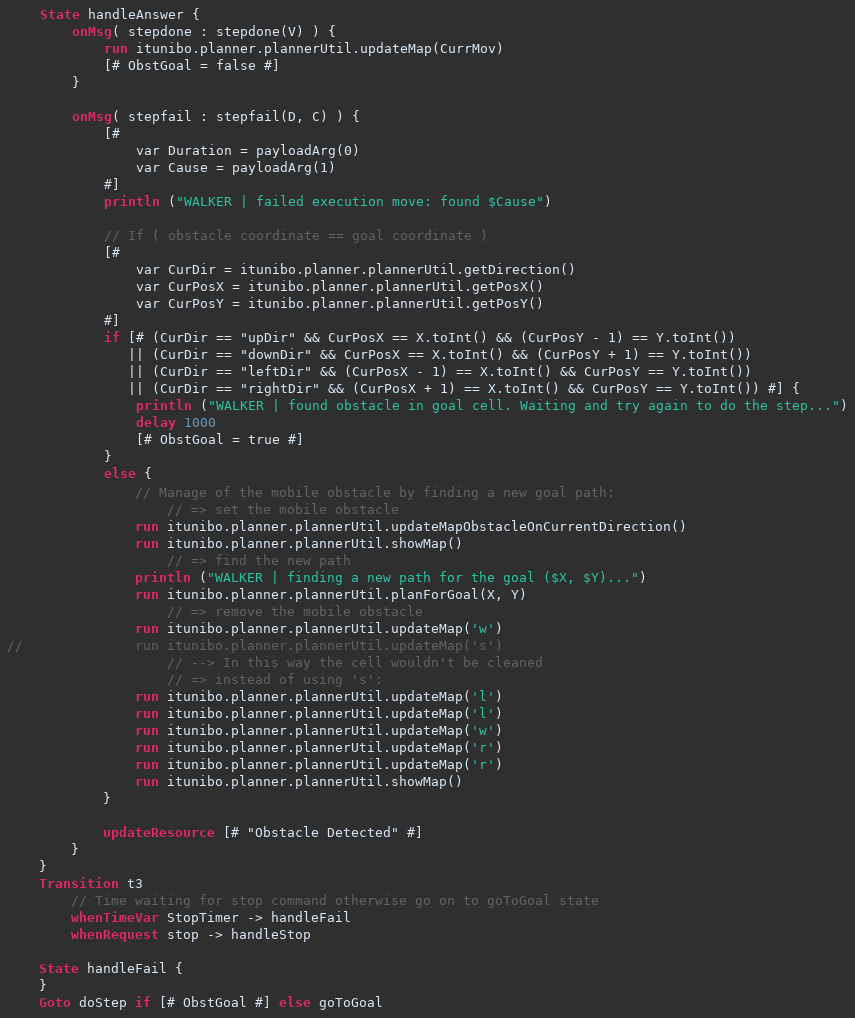 State handleAnswer {
onMsg( stepdone : stepdone(V) ) {
run itunibo.planner.plannerUtil.updateMap(CurrMov)
[# ObstGoal = false #]
}
onMsg( stepfail : stepfail(D, C) ) {
[#
var Duration = payloadArg(0)
var Cause = payloadArg(1)
#]
println ("WALKER | failed execution move: found $Cause")
// If ( obstacle coordinate == goal coordinate )
[#
var CurDir = itunibo.planner.plannerUtil.getDirection()
var CurPosX = itunibo.planner.plannerUtil.getPosX()
var CurPosY = itunibo.planner.plannerUtil.getPosY()
#]
if [# (CurDir == "upDir" && CurPosX == X.toInt() && (CurPosY - 1) == Y.toInt())
|| (CurDir == "downDir" && CurPosX == X.toInt() && (CurPosY + 1) == Y.toInt())
|| (CurDir == "leftDir" && (CurPosX - 1) == X.toInt() && CurPosY == Y.toInt())
|| (CurDir == "rightDir" && (CurPosX + 1) == X.toInt() && CurPosY == Y.toInt()) #] {
println ("WALKER | found obstacle in goal cell. Waiting and try again to do the step...")
delay 1000
[# ObstGoal = true #]
}
else {
// Manage of the mobile obstacle by finding a new goal path:
// => set the mobile obstacle
run itunibo.planner.plannerUtil.updateMapObstacleOnCurrentDirection()
run itunibo.planner.plannerUtil.showMap()
// => find the new path
println ("WALKER | finding a new path for the goal ($X, $Y)...")
run itunibo.planner.plannerUtil.planForGoal(X, Y)
// => remove the mobile obstacle
run itunibo.planner.plannerUtil.updateMap('w')
// run itunibo.planner.plannerUtil.updateMap('s')
// --> In this way the cell wouldn't be cleaned
// => instead of using 's':
run itunibo.planner.plannerUtil.updateMap('l')
run itunibo.planner.plannerUtil.updateMap('l')
run itunibo.planner.plannerUtil.updateMap('w')
run itunibo.planner.plannerUtil.updateMap('r')
run itunibo.planner.plannerUtil.updateMap('r')
run itunibo.planner.plannerUtil.showMap()
}
updateResource [# "Obstacle Detected" #]
}
}
Transition t3
// Time waiting for stop command otherwise go on to goToGoal state
whenTimeVar StopTimer -> handleFail
whenRequest stop -> handleStop
State handleFail {
}
Goto doStep if [# ObstGoal #] else goToGoal